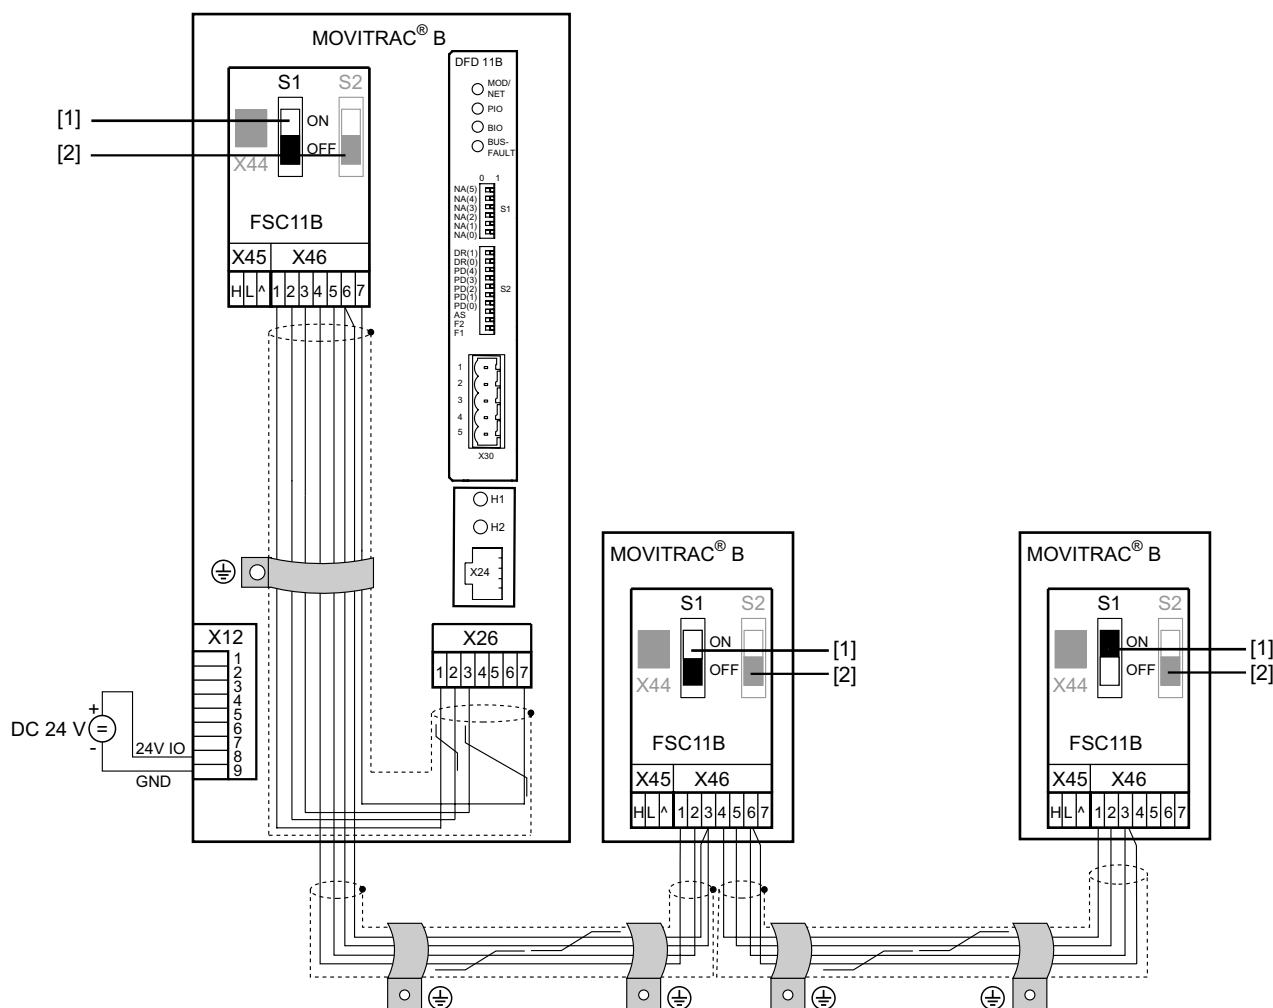 MOVITRAC® B
S1 S2
ON
OFF
X44
FSC11B
X45 X46
H L ^ 1 2 3 4 5 6 7
[1]
[2]
DFD 11B
MOD/
NET
PIO
BIO
BUS-
FAULT
0 1
NA(5)
NA(4)
NA(3)
NA(2)
NA(1)
NA(0)
S1
DR(1)
DR(0)
PD(4)
PD(3)
PD(2)
PD(1)
PD(0)
AS
F2
F1
S2
1
2
3
4
5
X30
H1
H2
X24
X12
1
2
3
4
5
6
7
8
9
DC 24 V
+
=
-
24V IO
GND
X26
1 2 3 4 5 6 7
MOVITRAC® B
S1 S2
ON
OFF
X44
FSC11B
X45 X46
H L ^ 1 2 3 4 5 6 7
[1]
[2]
MOVITRAC® B
S1 S2
ON
OFF
X44
FSC11B
X45 X46
H L ^ 1 2 3 4 5 6 7
[1]
[2]